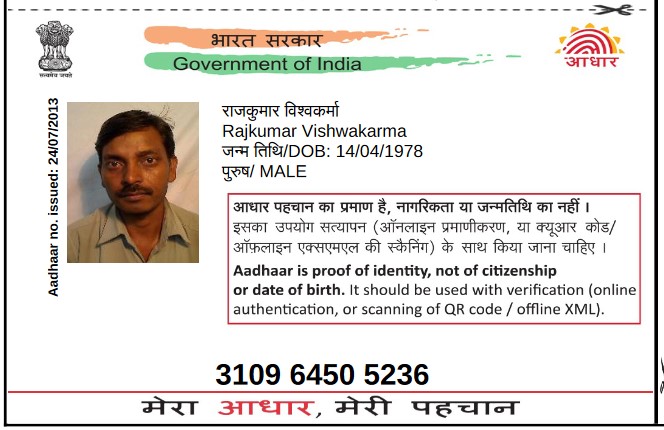 सत्यमेव जयते
भारत सरकार
Government of India
आधार
Aadhaar no. issued: 24/07/2013
राजकुमार विश्वकर्मा
Rajkumar Vishwakarma
जन्म तिथि/DOB: 14/04/1978
पुरुष/ MALE
आधार पहचान का प्रमाण है, नागरिकता या जन्मतिथि का नहीं ।
इसका उपयोग सत्यापन (ऑनलाइन प्रमाणीकरण, या क्यूआर कोड/
ऑफ़लाइन एक्सएमएल की स्कैनिंग) के साथ किया जाना चाहिए ।
Aadhaar is proof of identity, not of citizenship
or date of birth. It should be used with verification (online
authentication, or scanning of QR code / offline XML).
3109 6450 5236
मेरा आधार, मेरी पहचान